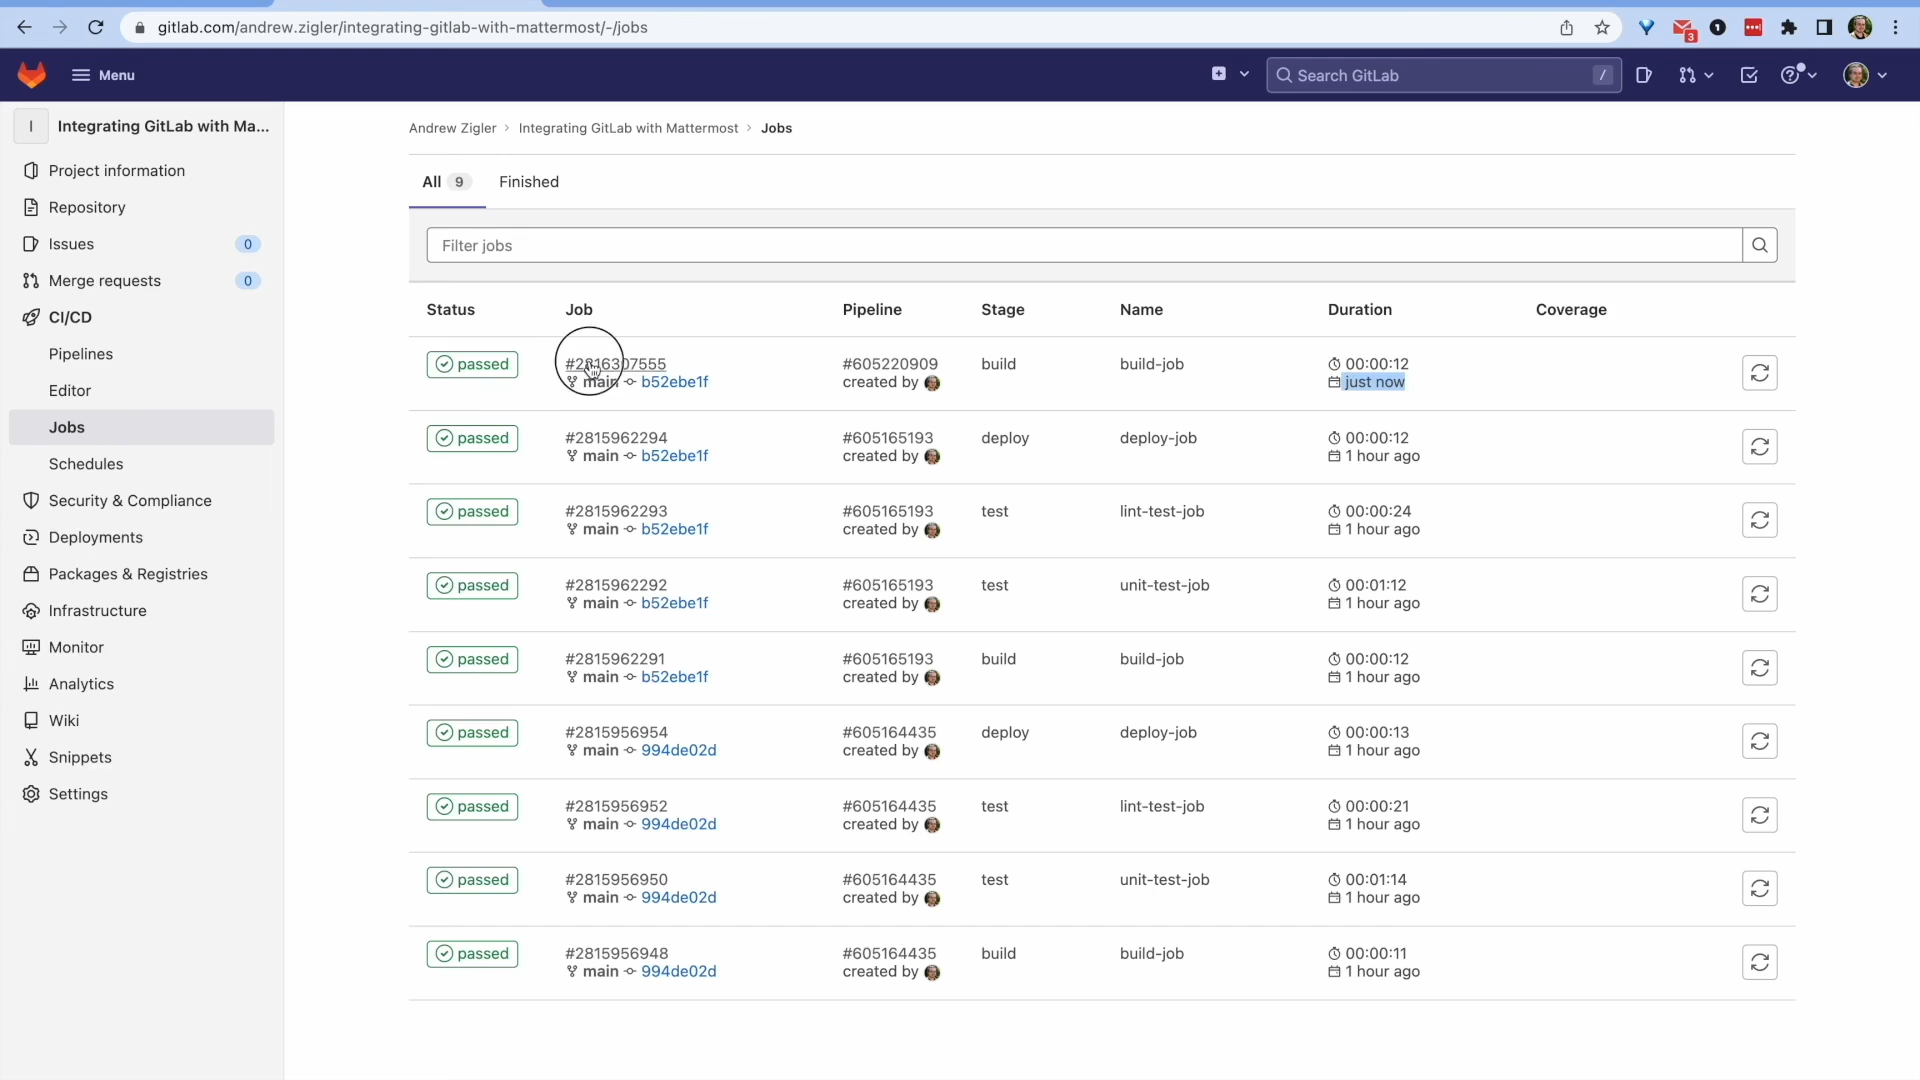 gitlab.com/andrew.zigler/integrating-gitlab-with-mattermost/-/jobs
3
Menu
Search GitLab
/
I
Integrating GitLab with Ma...
Project information
Repository
Issues 0
Merge requests 0
CI/CD
Pipelines
Editor
Jobs
Schedules
Security & Compliance
Deployments
Packages & Registries
Infrastructure
Monitor
Analytics
Wiki
Snippets
Settings
Andrew Zigler > Integrating GitLab with Mattermost > Jobs
All 9 Finished
Filter jobs
Status Job Pipeline Stage Name Duration Coverage
passed #2816307555 #605220909 build build-job 00:00:12
main b52ebe1f created by just now
passed #2815962294 #605165193 deploy deploy-job 00:00:12
main b52ebe1f created by 1 hour ago
passed #2815962293 #605165193 test lint-test-job 00:00:24
main b52ebe1f created by 1 hour ago
passed #2815962292 #605165193 test unit-test-job 00:01:12
main b52ebe1f created by 1 hour ago
passed #2815962291 #605165193 build build-job 00:00:12
main b52ebe1f created by 1 hour ago
passed #2815956954 #605164435 deploy deploy-job 00:00:13
main 994de02d created by 1 hour ago
passed #2815956952 #605164435 test lint-test-job 00:00:21
main 994de02d created by 1 hour ago
passed #2815956950 #605164435 test unit-test-job 00:01:14
main 994de02d created by 1 hour ago
passed #2815956948 #605164435 build build-job 00:00:11
main 994de02d created by 1 hour ago